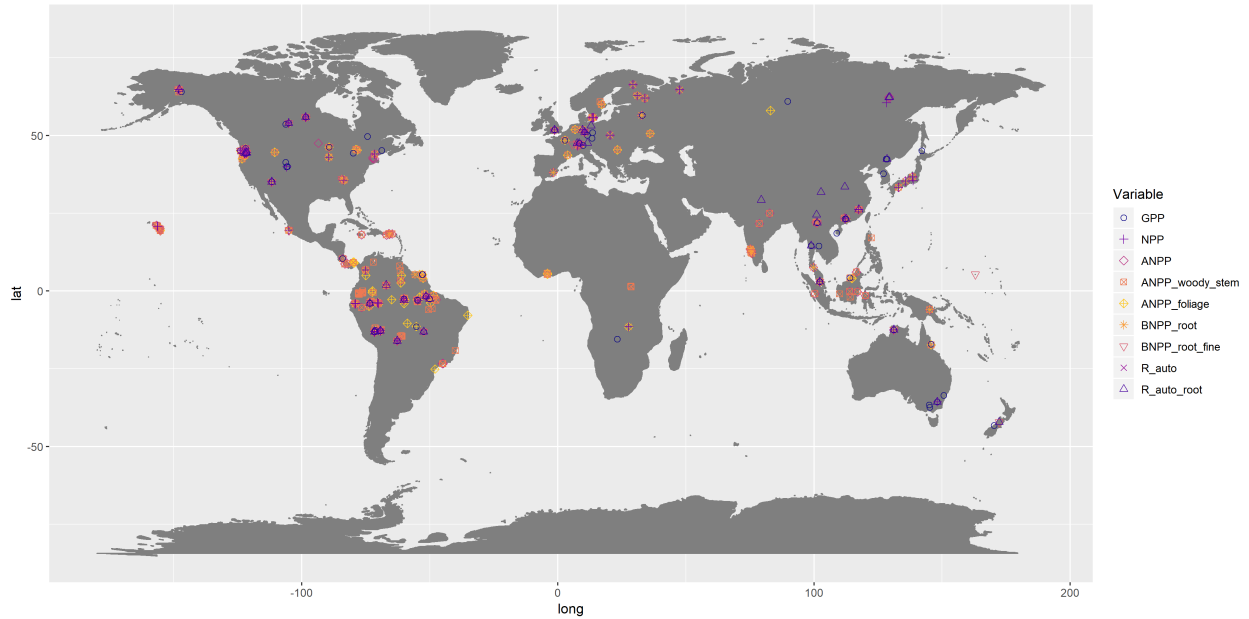 50
0
-50
lat
-100
0
100
200
long
Variable
GPP
NPP
ANPP
ANPP_woody_stem
ANPP_foliage
BNPP_root
BNPP_root_fine
R_auto
R_auto_root